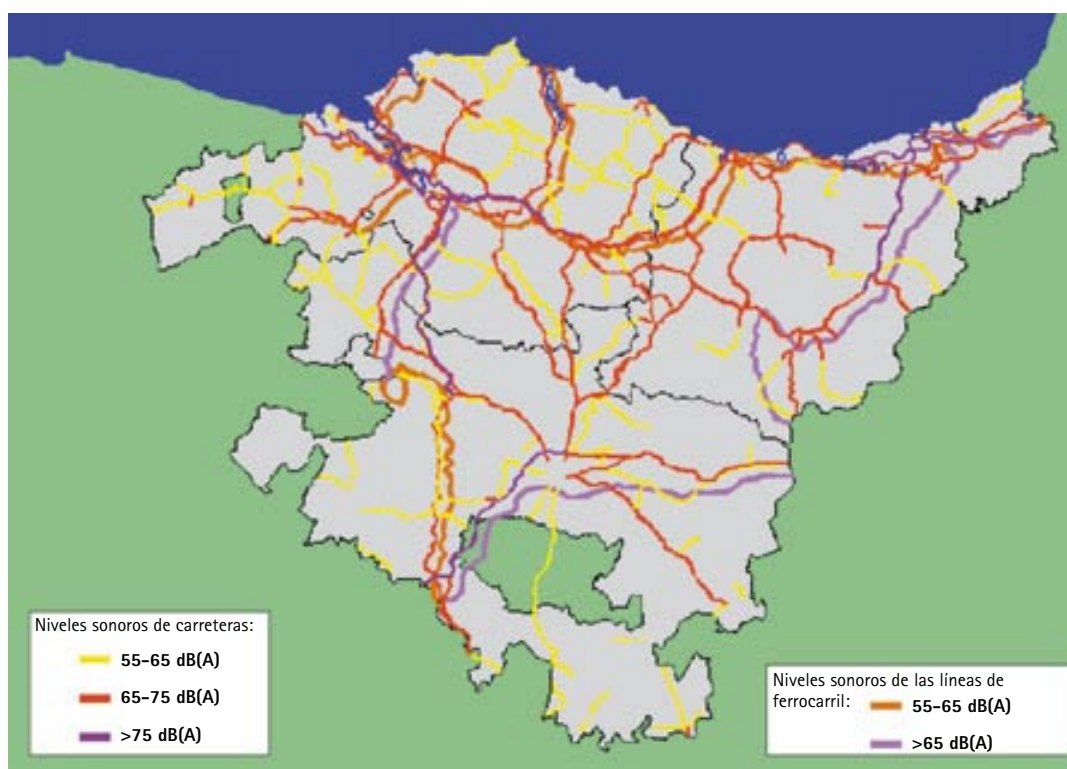 Niveles sonoros de carreteras:
55-65 dB(A)
65-75 dB(A)
>75 dB(A)
Niveles sonoros de las líneas de
ferrocarril:
55-65 dB(A)
>65 dB(A)